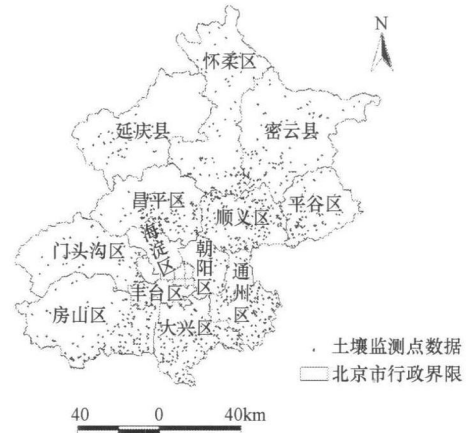 N
怀柔区
延庆县
密云县
昌平区
平谷区
顺义区
海淀区
门头沟区
朝阳区
通州区
丰台区
房山区
大兴区
土壤监测点数据
北京市行政界限
40 0 40km